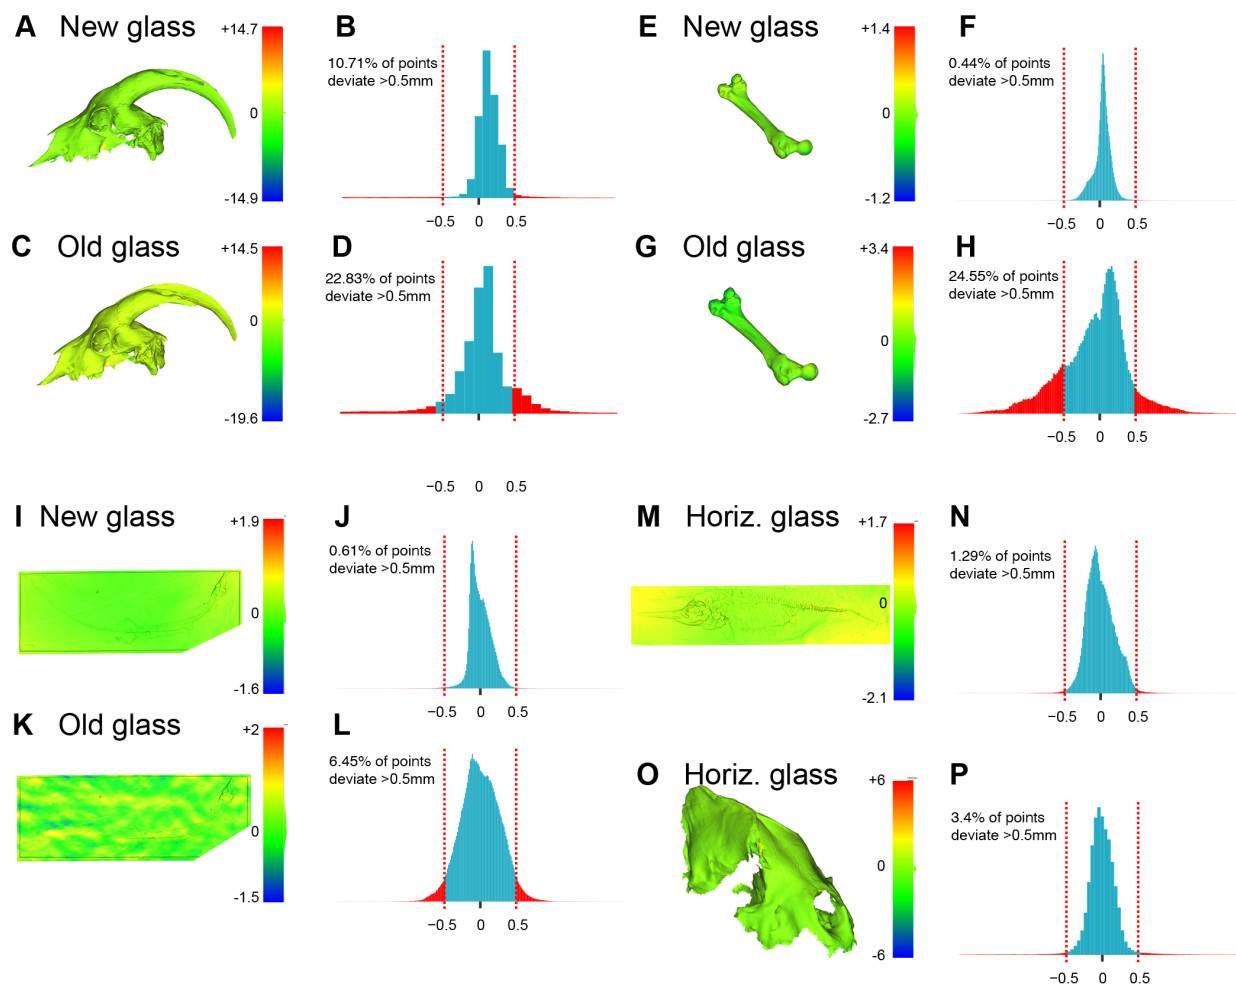 A New glass
+14.7
0
-14.9
B
10.71% of points
deviate >0.5mm
−0.5 0 0.5
E New glass
+1.4
0
-1.2
F
0.44% of points
deviate >0.5mm
−0.5 0 0.5
C Old glass
+14.5
0
-19.6
D
22.83% of points
deviate >0.5mm
−0.5 0 0.5
G Old glass
+3.4
0
-2.7
H
24.55% of points
deviate >0.5mm
−0.5 0 0.5
I New glass
+1.9
0
-1.6
J
0.61% of points
deviate >0.5mm
−0.5 0 0.5
M Horiz. glass
+1.7
0
-2.1
N
1.29% of points
deviate >0.5mm
−0.5 0 0.5
K Old glass
+2
0
-1.5
L
6.45% of points
deviate >0.5mm
−0.5 0 0.5
O Horiz. glass
+6
0
-6
P
3.4% of points
deviate >0.5mm
−0.5 0 0.5